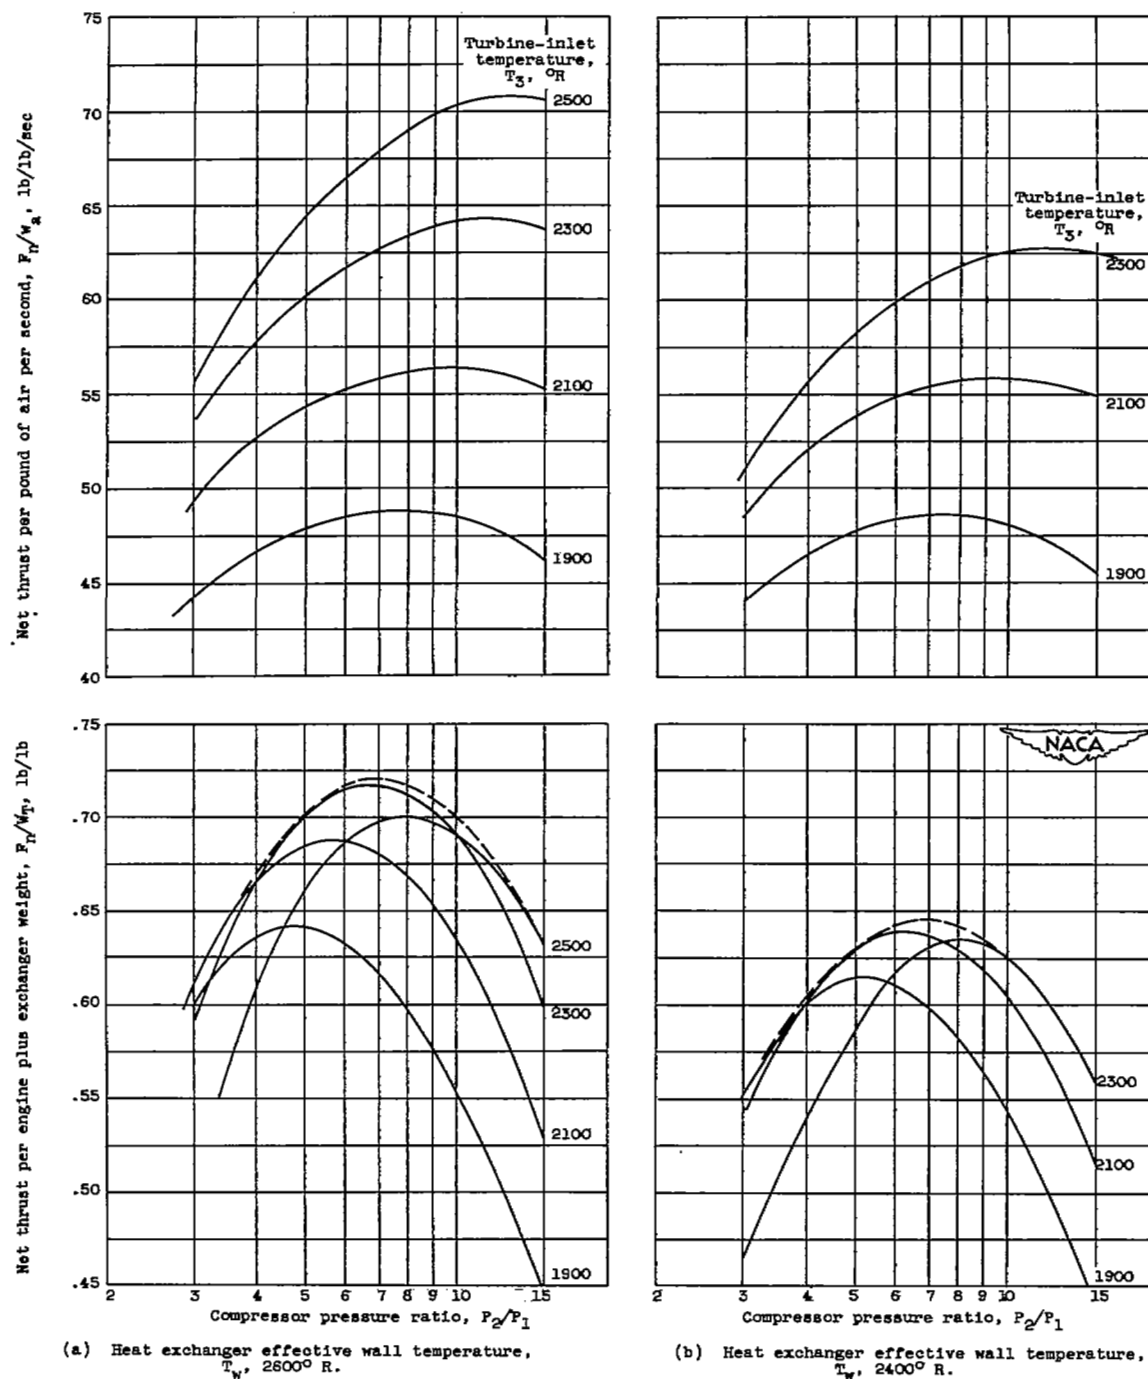 Net thrust per pound of air per second, Fn/wa, lb/lb/sec
75
70
65
60
55
50
45
40
Turbine-inlet
temperature,
T3, °R
2500
2300
2100
1900
Turbine-inlet
temperature,
T3, °R
2300
2100
1900
Net thrust per engine plus exchanger weight, Fn/WT, lb/lb
.75
.70
.65
.60
.55
.50
.45
2500
2300
2100
1900
2 3 4 5 6 7 8 9 10 15
Compressor pressure ratio, P2/P1
(a) Heat exchanger effective wall temperature,
Tw, 2600° R.
NACA
2300
2100
1900
2 3 4 5 6 7 8 9 10 15
Compressor pressure ratio, P2/P1
(b) Heat exchanger effective wall temperature,
Tw, 2400° R.